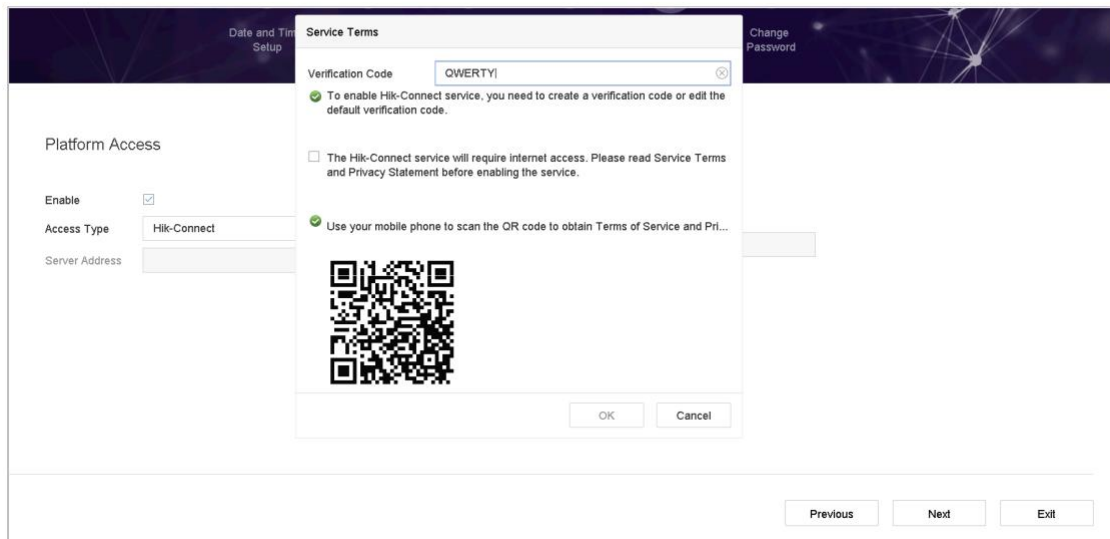 Date and Tim
Setup
Service Terms
Change
Password
Verification Code
QWERTY
To enable Hik-Connect service, you need to create a verification code or edit the
default verification code.
Platform Access
The Hik-Connect service will require internet access. Please read Service Terms
and Privacy Statement before enabling the service.
Enable
Access Type
Hik-Connect
Use your mobile phone to scan the QR code to obtain Terms of Service and Pri...
Server Address
OK
Cancel
Previous
Next
Exit